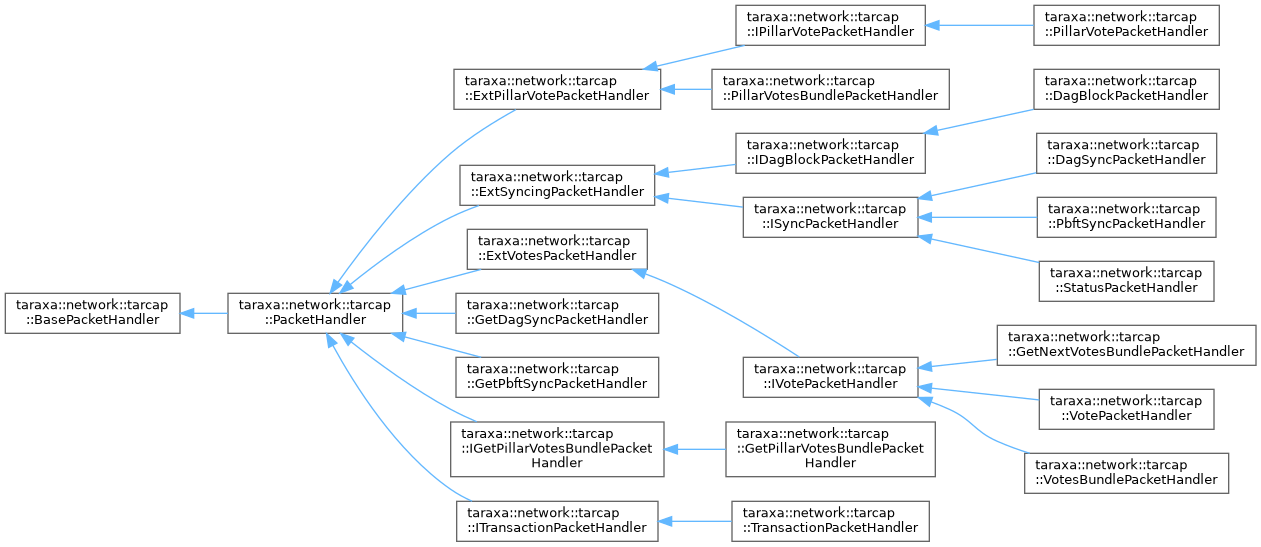 taraxa::network::tarcap
::BasePacketHandler
taraxa::network::tarcap
::PacketHandler
taraxa::network::tarcap
::ExtPillarVotePacketHandler
taraxa::network::tarcap
::ExtSyncingPacketHandler
taraxa::network::tarcap
::ExtVotesPacketHandler
taraxa::network::tarcap
::GetDagSyncPacketHandler
taraxa::network::tarcap
::GetPbftSyncPacketHandler
taraxa::network::tarcap
::IGetPillarVotesBundlePacket
Handler
taraxa::network::tarcap
::ITransactionPacketHandler
taraxa::network::tarcap
::IPillarVotePacketHandler
taraxa::network::tarcap
::PillarVotesBundlePacketHandler
taraxa::network::tarcap
::IDagBlockPacketHandler
taraxa::network::tarcap
::ISyncPacketHandler
taraxa::network::tarcap
::IVotePacketHandler
taraxa::network::tarcap
::GetPillarVotesBundlePacket
Handler
taraxa::network::tarcap
::TransactionPacketHandler
taraxa::network::tarcap
::PillarVotePacketHandler
taraxa::network::tarcap
::DagBlockPacketHandler
taraxa::network::tarcap
::DagSyncPacketHandler
taraxa::network::tarcap
::PbftSyncPacketHandler
taraxa::network::tarcap
::StatusPacketHandler
taraxa::network::tarcap
::GetNextVotesBundlePacketHandler
taraxa::network::tarcap
::VotePacketHandler
taraxa::network::tarcap
::VotesBundlePacketHandler